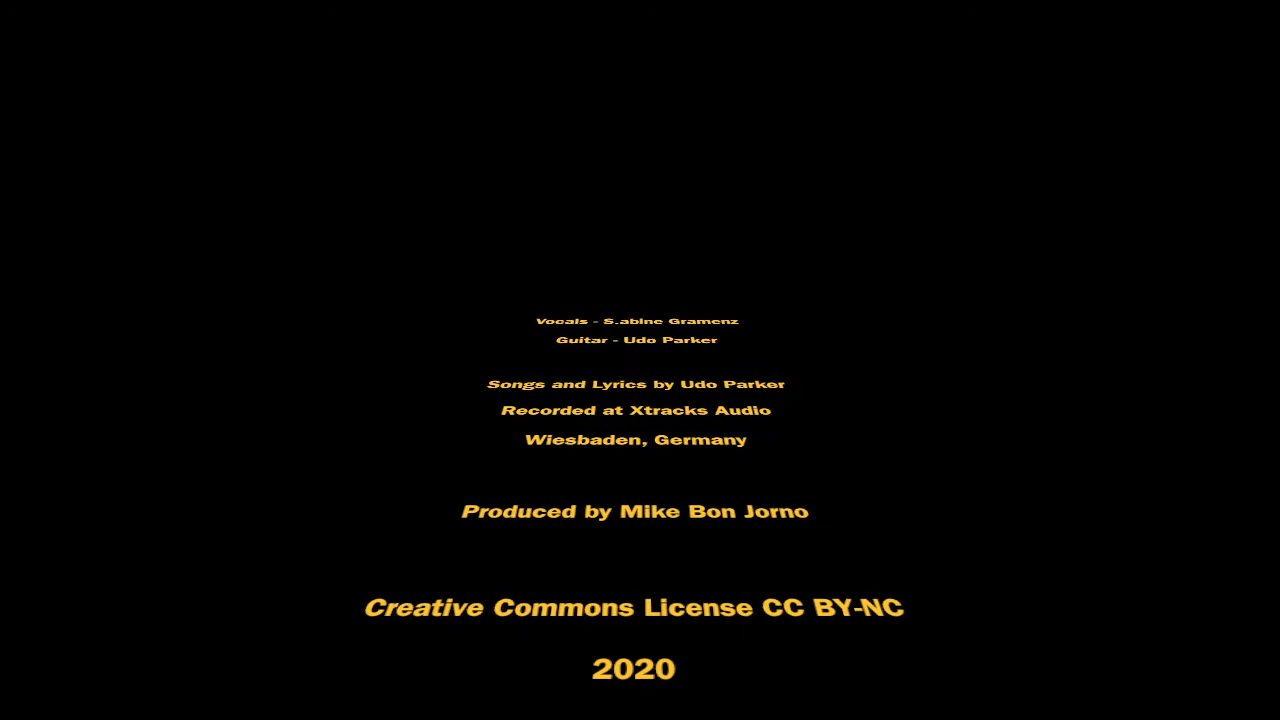 Vocals - S.abine Gramenz
Guitar - Udo Parker
Songs and Lyrics by Udo Parker
Recorded at Xtracks Audio
Wiesbaden, Germany
Produced by Mike Bon Jorno
Creative Commons License CC BY-NC
2020